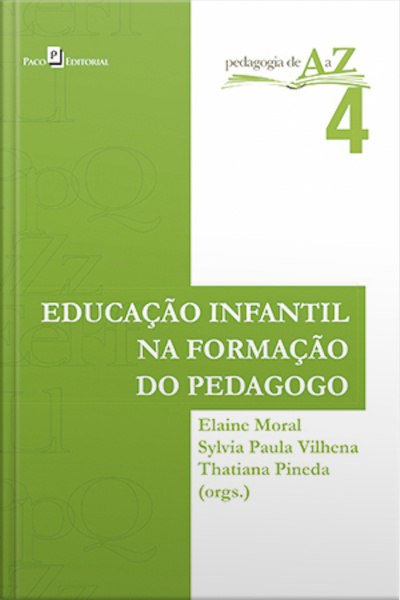 PACO EDITORIAL
P
pedagogia de A a Z
4
EDUCAÇÃO INFANTIL
NA FORMAÇÃO
DO PEDAGOGO
Elaine Moral
Sylvia Paula Vilhena
Thatiana Pineda
(orgs.)